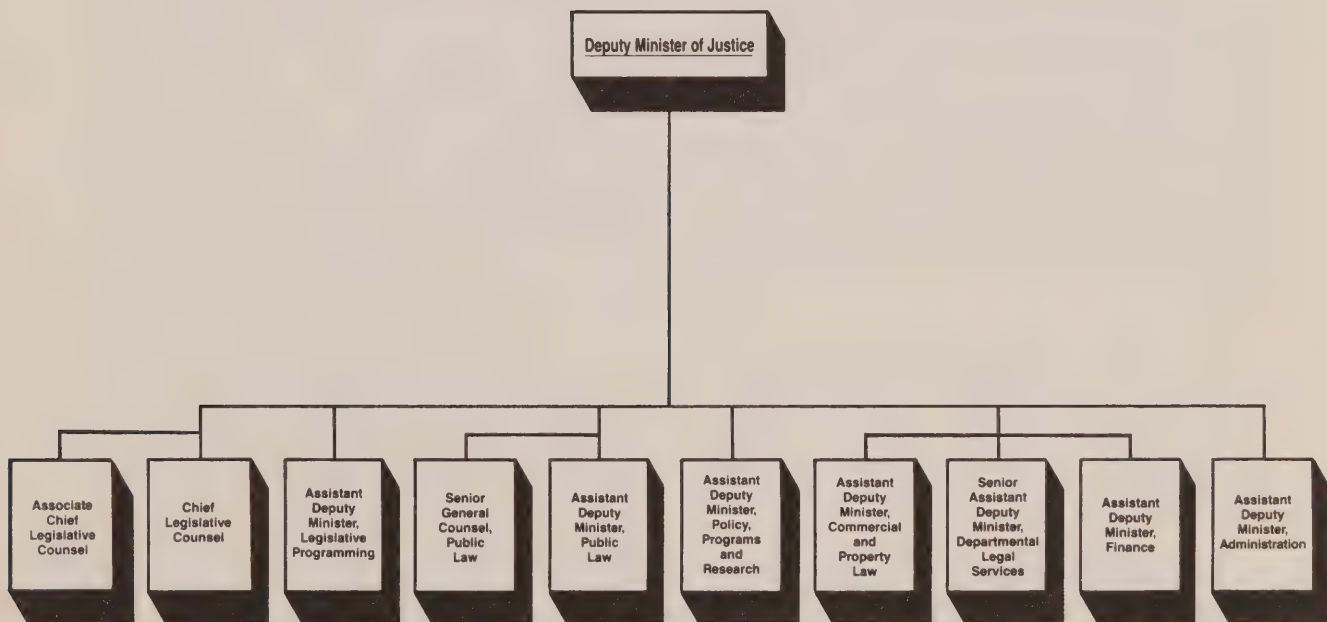 Deputy Minister of Justice
Associate
Chief
Legislative
Counsel
Chief
Legislative
Counsel
Assistant
Deputy
Minister,
Legislative
Programming
Senior
General
Counsel,
Public
Law
Assistant
Deputy
Minister,
Public
Law
Assistant
Deputy
Minister,
Policy,
Programs
and
Research
Assistant
Deputy
Minister,
Commercial
and
Property
Law
Senior
Assistant
Deputy
Minister,
Departmental
Legal
Services
Assistant
Deputy
Minister,
Finance
Assistant
Deputy
Minister,
Administration